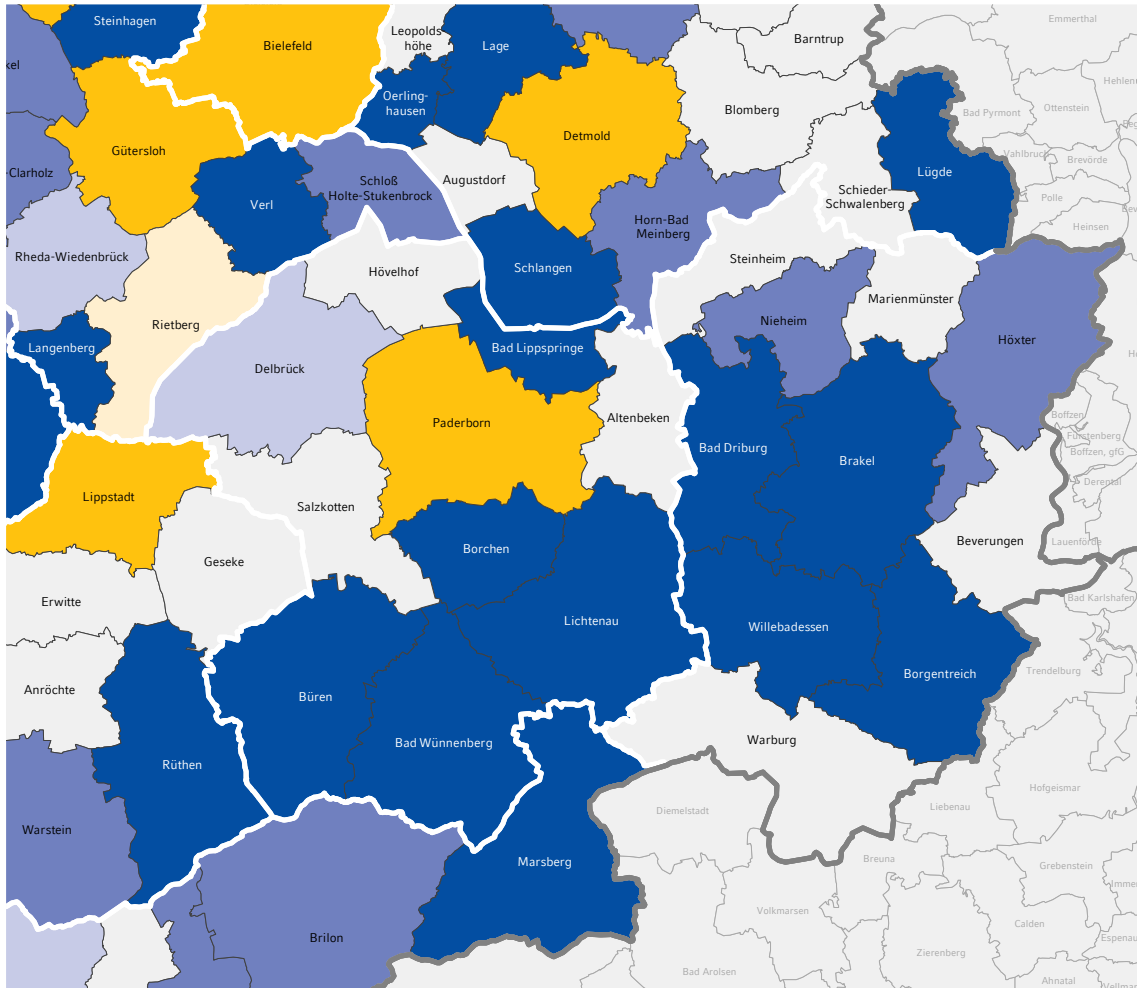 Steinhagen
Bielefeld
Leopolds
höhe
Lage
Barntrup
Emmerthal
kel
Oerling-
hausen
Blomberg
Ottenstein
Bad Pyrmont
Gütersloh
Detmold
Vahlbruch
Brevörde
-Clarholz
Augustdorf
Schloß
Holte-Stukenbrock
Lügde
Verl
Schieder-
Schwalenberg
Polle
Horn-Bad
Meinberg
Heinsen
Rheda-Wiedenbrück
Steinheim
Hövelhof
Schlangen
Marienmünster
Rietberg
Nieheim
Höxter
Langenberg
Bad Lippspringe
Delbrück
Boffzen
Altenbeken
Paderborn
Fürstenberg
Bad Driburg
Boffzen, gfG
Brakel
Derental
Lippstadt
Salzkotten
Beverungen
Lauenförde
Borchen
Geseke
Erwitte
Bad Karlshafen
Lichtenau
Willebadessen
Borgentreich
Trendelburg
Anröchte
Büren
Bad Wünnenberg
Warburg
Rüthen
Hofgeismar
Diemelstadt
Liebenau
Warstein
Marsberg
Breuna
Grebenstein
Volkmarsen
Calden
Brilon
Espenau
Zierenberg
Bad Arolsen
Ahnatal